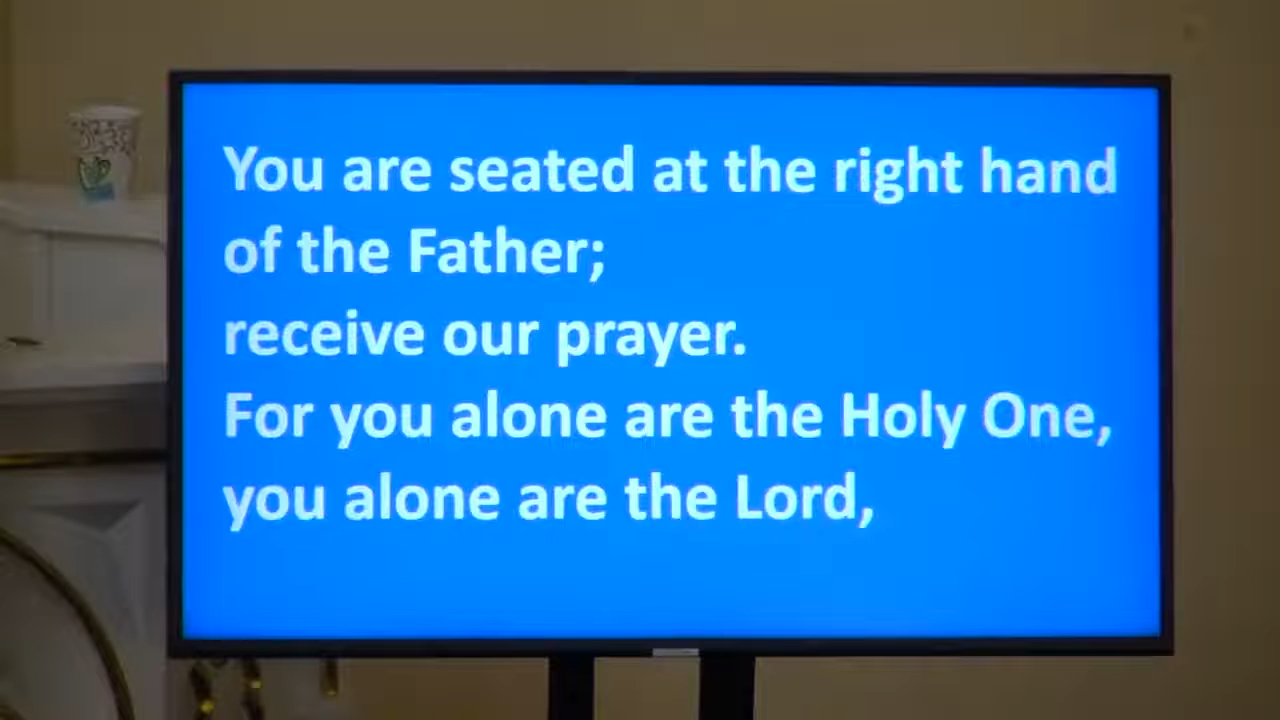 You are seated at the right hand
of the Father;
receive our prayer.
For you alone are the Holy One,
you alone are the Lord,